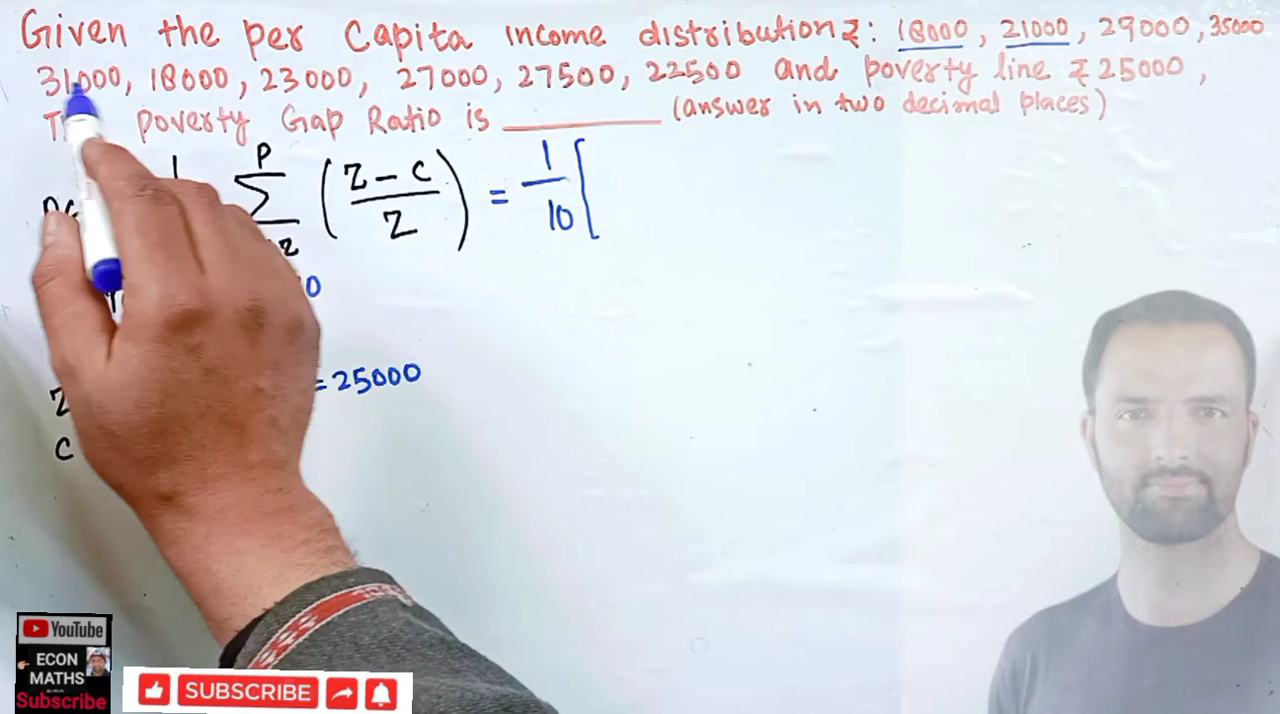 Given the per Capita income distribution ₹: 18000, 21000, 29000, 35000
31000, 18000, 23000, 27000, 27500, 22500 and poverty line ₹ 25000,
poverty Gap Ratio is ________ (answer in two decimal places)
1 P Σ z ( Z - C / Z ) = 1/10 [
0
Z = 25000
C
YouTube
ECON
MATHS
Subscribe
SUBSCRIBE